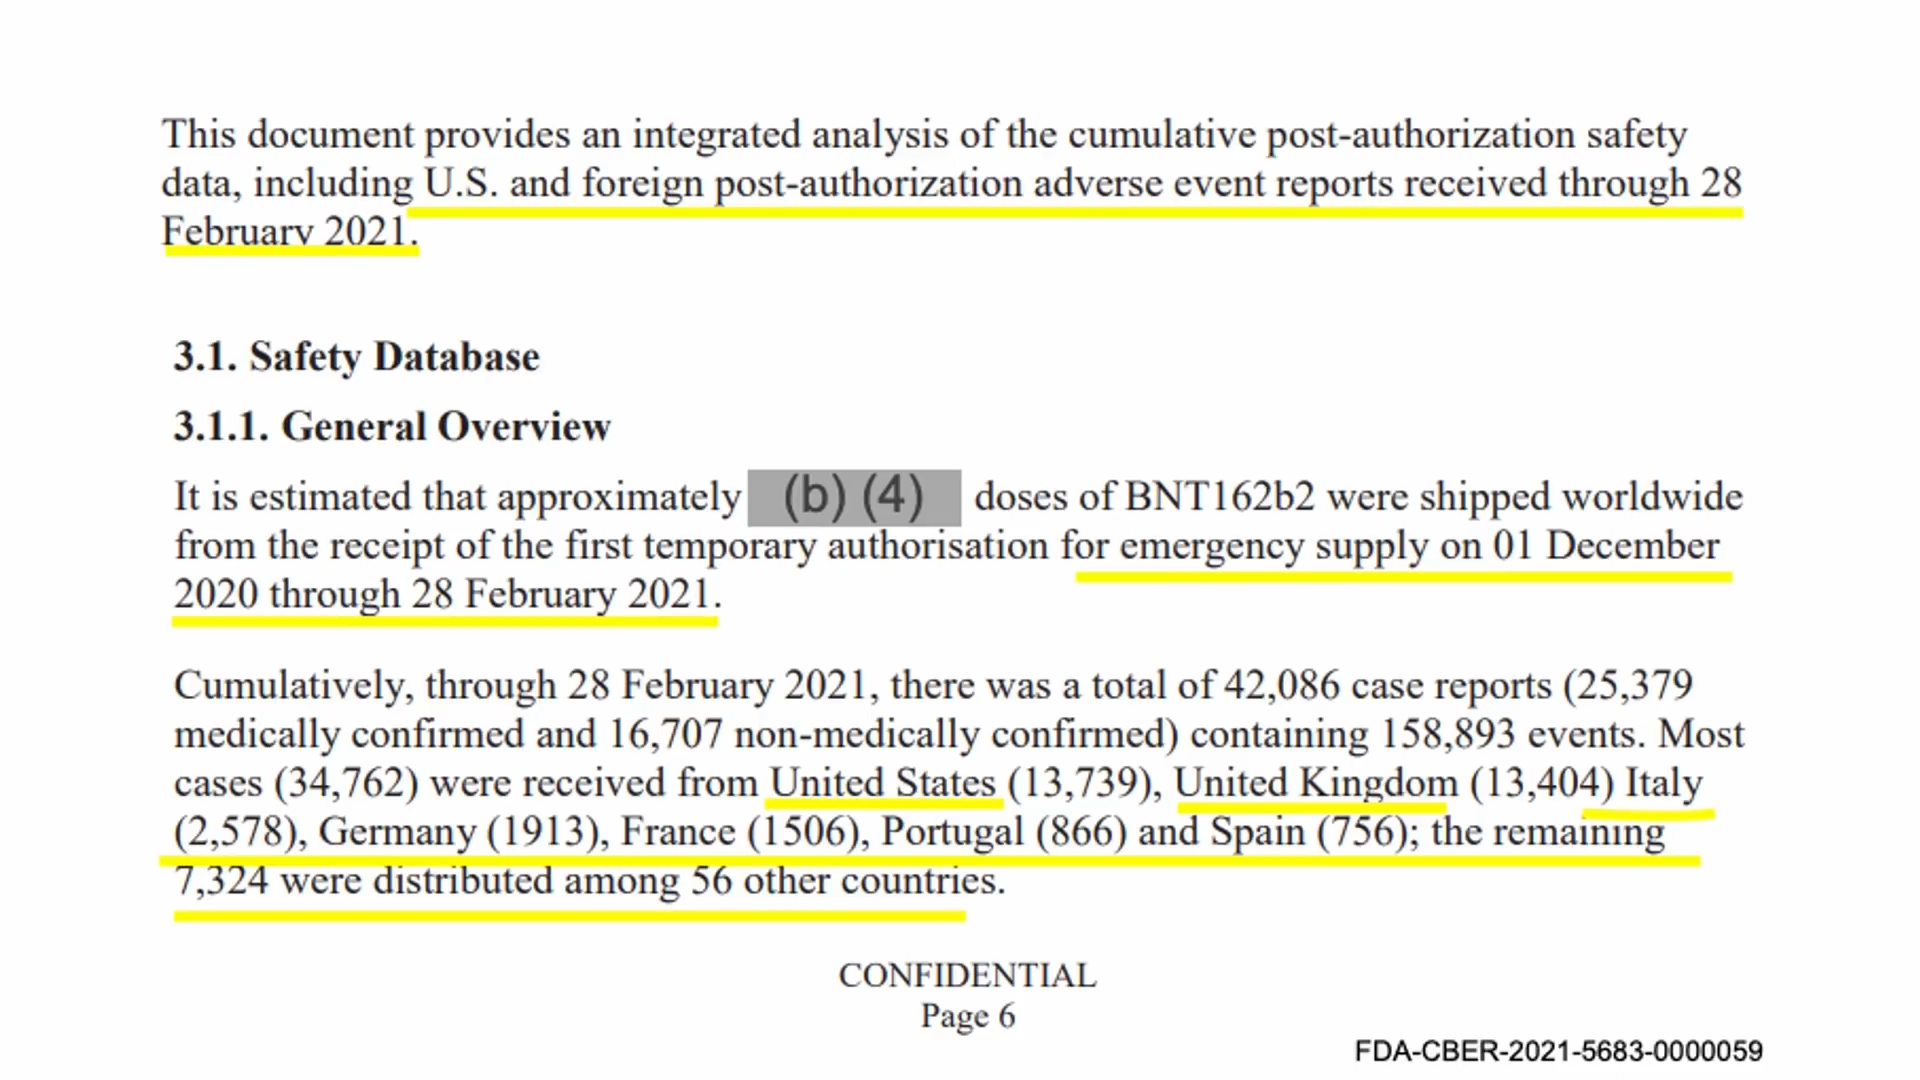 This document provides an integrated analysis of the cumulative post-authorization safety
data, including U.S. and foreign post-authorization adverse event reports received through 28
February 2021.
3.1. Safety Database
3.1.1. General Overview
It is estimated that approximately (b) (4) doses of BNT162b2 were shipped worldwide
from the receipt of the first temporary authorisation for emergency supply on 01 December
2020 through 28 February 2021.
Cumulatively, through 28 February 2021, there was a total of 42,086 case reports (25,379
medically confirmed and 16,707 non-medically confirmed) containing 158,893 events. Most
cases (34,762) were received from United States (13,739), United Kingdom (13,404) Italy
(2,578), Germany (1913), France (1506), Portugal (866) and Spain (756); the remaining
7,324 were distributed among 56 other countries.
CONFIDENTIAL
Page 6
FDA-CBER-2021-5683-0000059